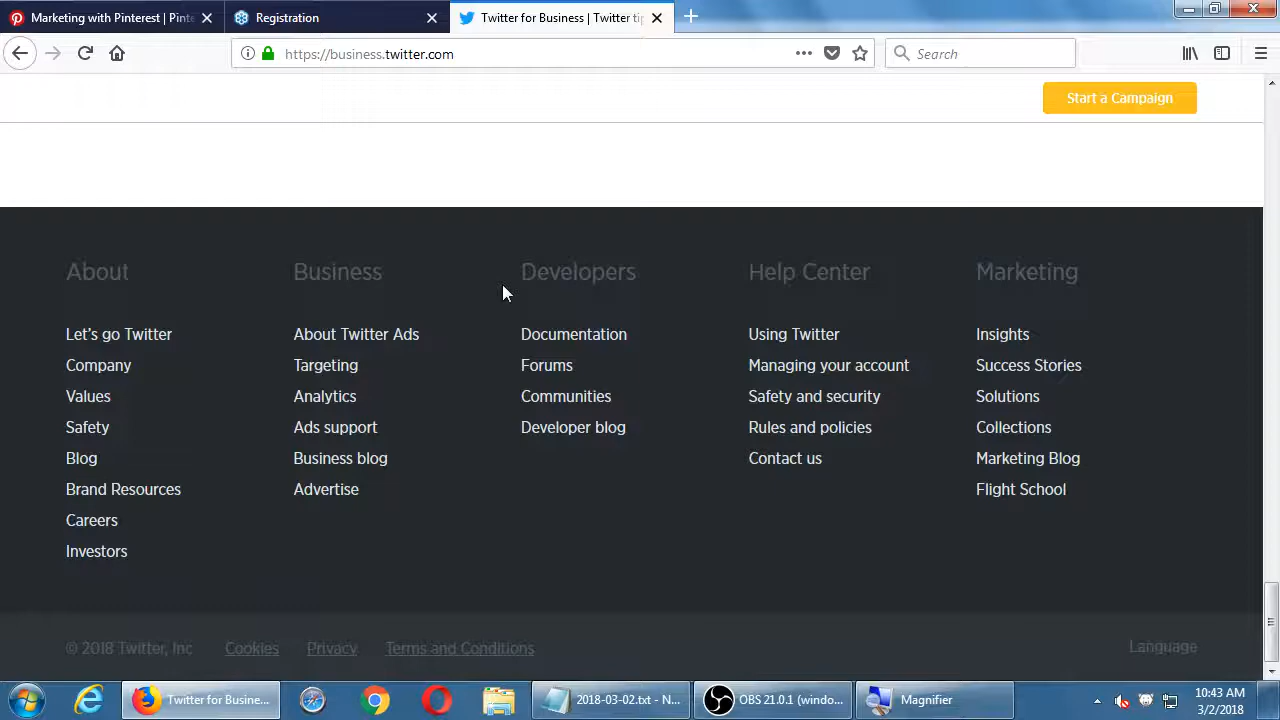 Marketing with Pinterest | Pint
Registration
Twitter for Business | Twitter tip
https://business.twitter.com
Search
Start a Campaign
About
Let's go Twitter
Company
Values
Safety
Blog
Brand Resources
Careers
Investors
Business
About Twitter Ads
Targeting
Analytics
Ads support
Business blog
Advertise
Developers
Documentation
Forums
Communities
Developer blog
Help Center
Using Twitter
Managing your account
Safety and security
Rules and policies
Contact us
Marketing
Insights
Success Stories
Solutions
Collections
Marketing Blog
Flight School
© 2018 Twitter, Inc Cookies Privacy Terms and Conditions
Language
Twitter for Busine...
2018-03-02.txt - N...
OBS 21.0.1 (windo...
Magnifier
10:43 AM
3/2/2018